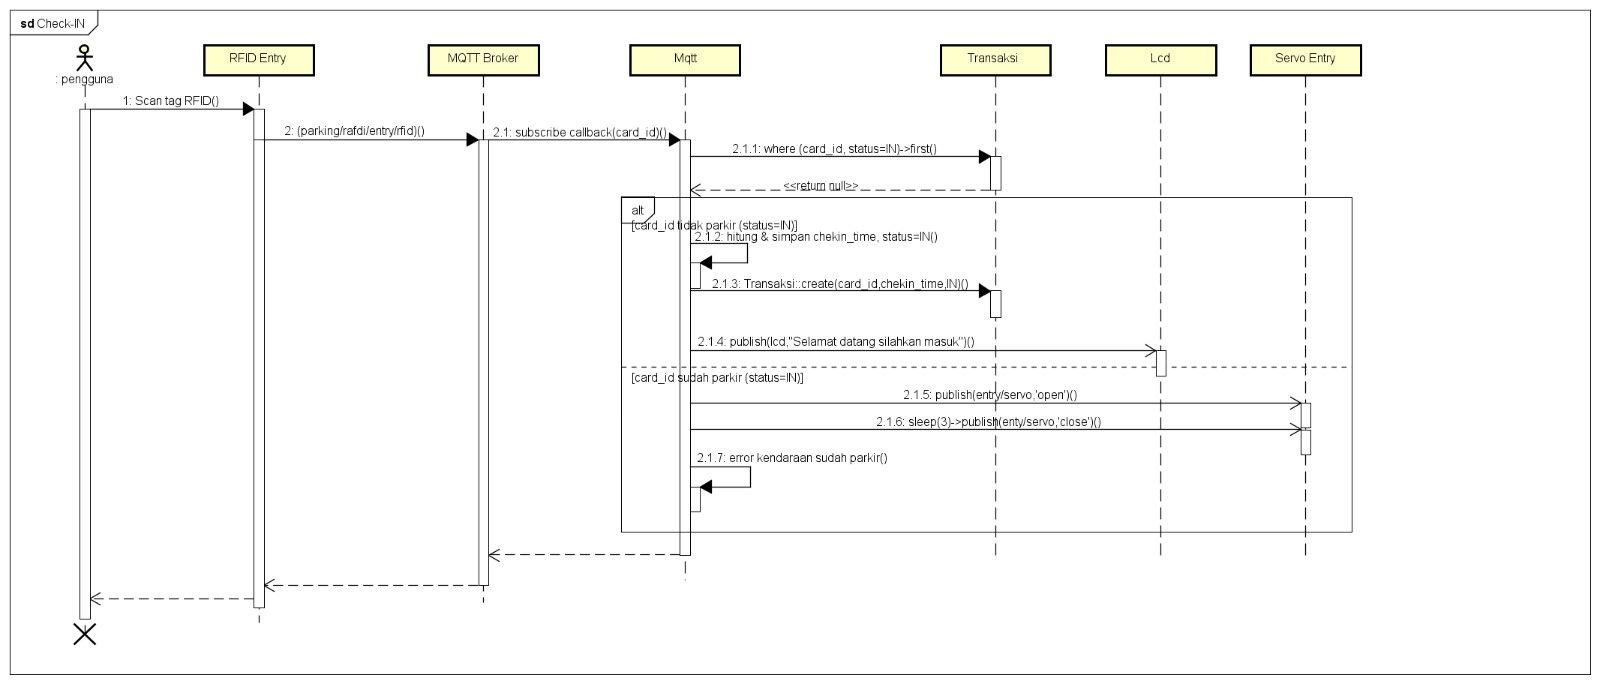 sd Check-IN
: pengguna
RFID Entry
MQTT Broker
Mqtt
Transaksi
Lcd
Servo Entry
1: Scan tag RFID()
2: (parking/rafdi/entry/rfid)()
2.1: subscribe callback(card_id)()
2.1.1: where (card_id, status=IN)->first()
<<return null>>
alt
[card_id tidak parkir (status=IN)]
2.1.2: hitung & simpan chekin_time, status=IN()
2.1.3: Transaksi::create(card_id,chekin_time,IN)()
2.1.4: publish(lcd,"Selamat datang silahkan masuk")()
[card_id sudah parkir (status=IN)]
2.1.5: publish(entry/servo,'open')()
2.1.6: sleep(3)->publish(enty/servo,'close')()
2.1.7: error kendaraan sudah parkir()